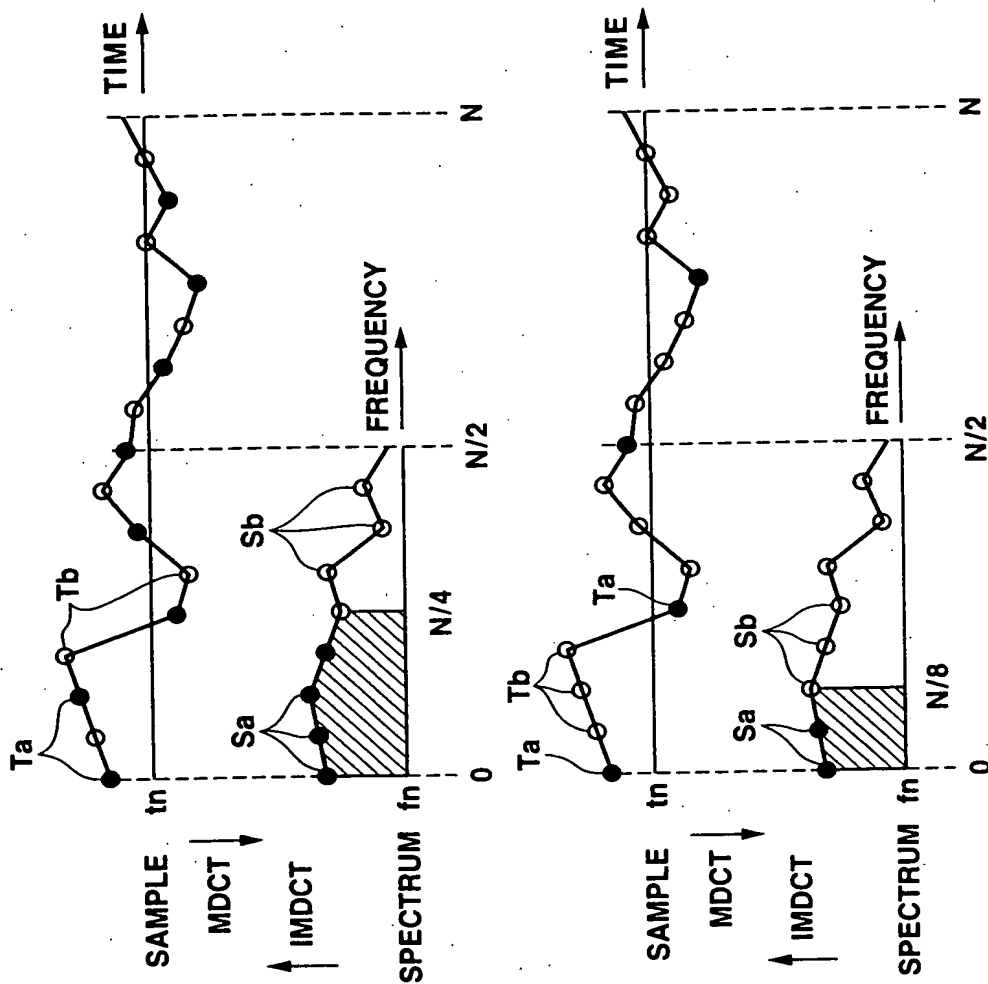 Ta
Tb
TIME
SAMPLE
tn
MDCT
Sa
Sb
IMDCT
FREQUENCY
SPECTRUM
fn
0
N/4
N/2
N
Ta
Tb
Ta
TIME
SAMPLE
tn
MDCT
Sa
Sb
IMDCT
FREQUENCY
SPECTRUM
fn
0
N/8
N/2
N